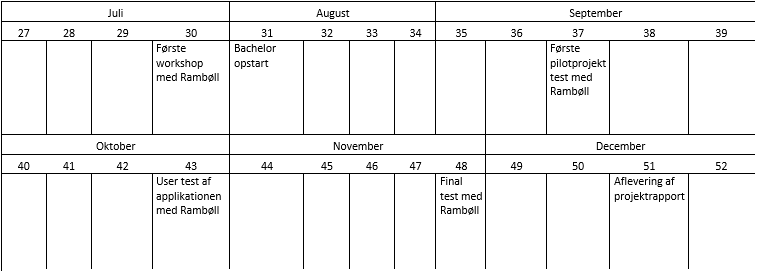 Juli August September
27 28 29 30 31 32 33 34 35 36 37 38 39
Første
workshop
med Rambøll
Bachelor
opstart
Første
pilotprojekt
test med
Rambøll
Oktober November December
40 41 42 43 44 45 46 47 48 49 50 51 52
User test af
applikationen
med Rambøll
Final
test med
Rambøll
Aflevering af
projektrapport